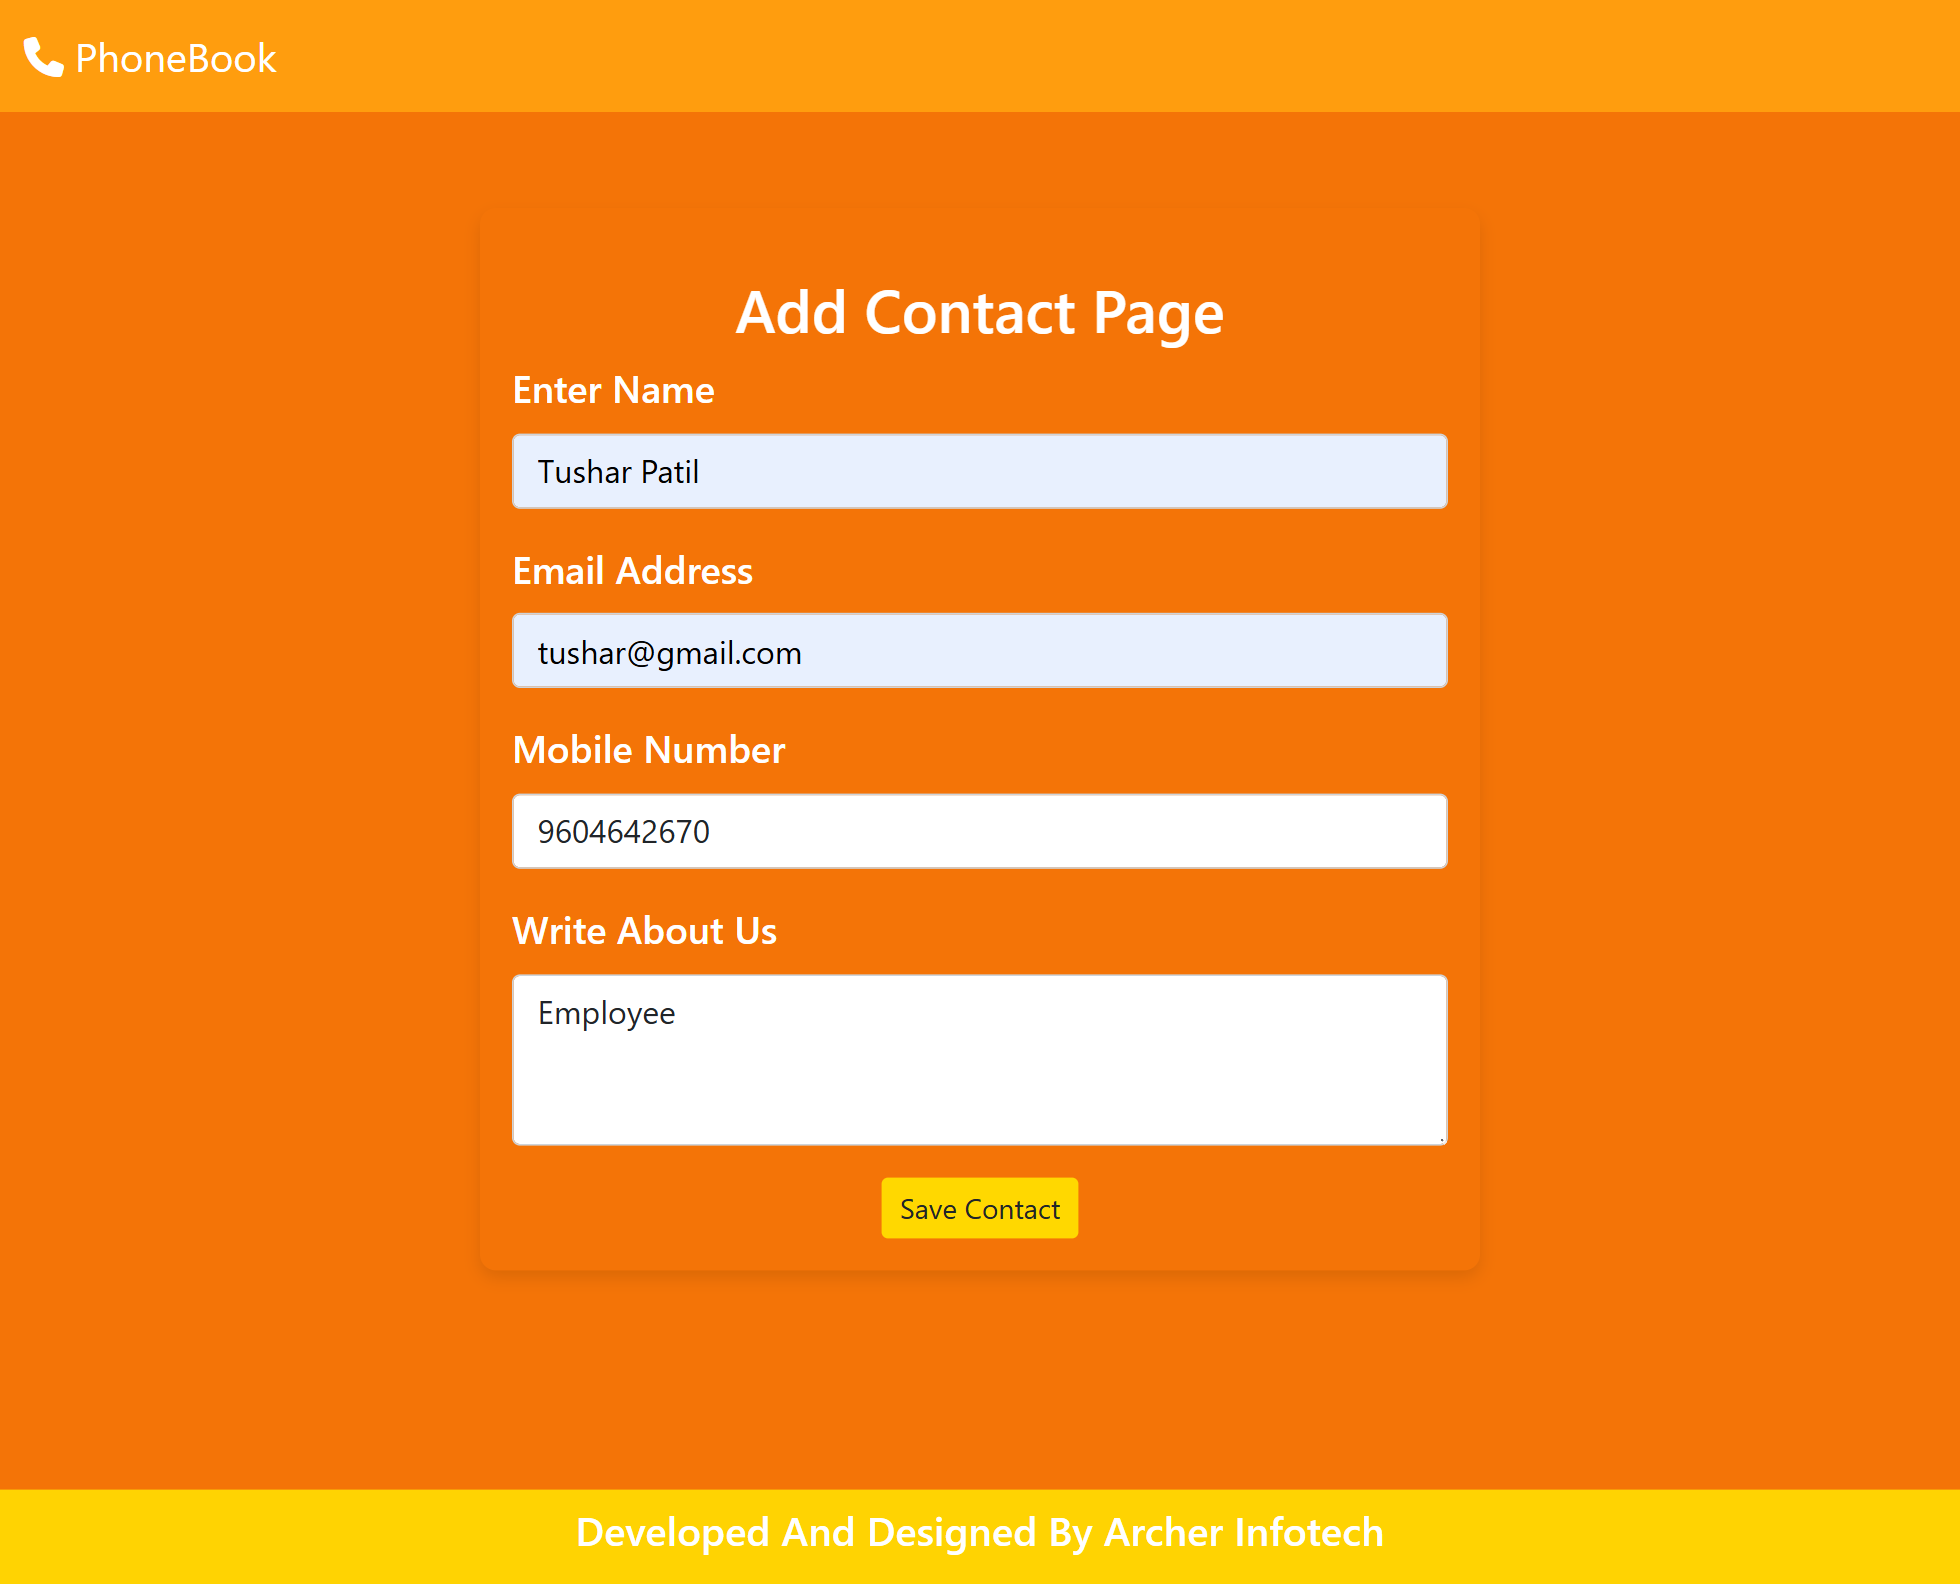 PhoneBook
Add Contact Page
Enter Name
Tushar Patil
Email Address
tushar@gmail.com
Mobile Number
9604642670
Write About Us
Employee
Save Contact
Developed And Designed By Archer Infotech